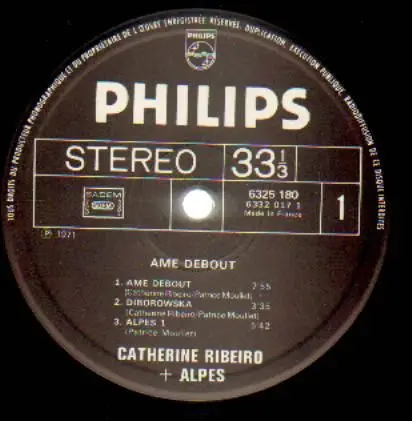 TOUS DROITS DU PRODUCTEUR PHONOGRAPHIQUE ET DU PROPRIETAIRE DE L'ŒUVRE ENREGISTREE RESERVES. DUPLICATION, EXECUTION PUBLIQUE, RADIODIFFUSION DE CE DISQUE INTERDITES
PHILIPS
PHILIPS
STEREO 33 1/3
SACEM
6325 180
6332 017 1
Made in France
1
Ⓟ 1971
AME DEBOUT
1. AME DEBOUT 7:55
(Catherine Ribeiro-Patrice Moullet)
2. DIBOROWSKA 3:35
(Catherine Ribeiro-Patrice Moullet)
3. ALPES 1 5:42
(Patrice Moullet)
CATHERINE RIBEIRO
+ ALPES